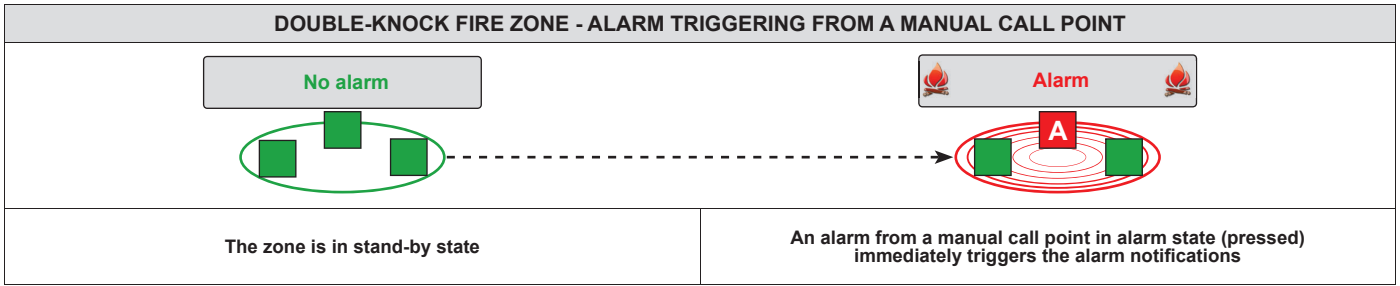 DOUBLE-KNOCK FIRE ZONE - ALARM TRIGGERING FROM A MANUAL CALL POINT
No alarm
Alarm
A
The zone is in stand-by state
An alarm from a manual call point in alarm state (pressed)
immediately triggers the alarm notifications